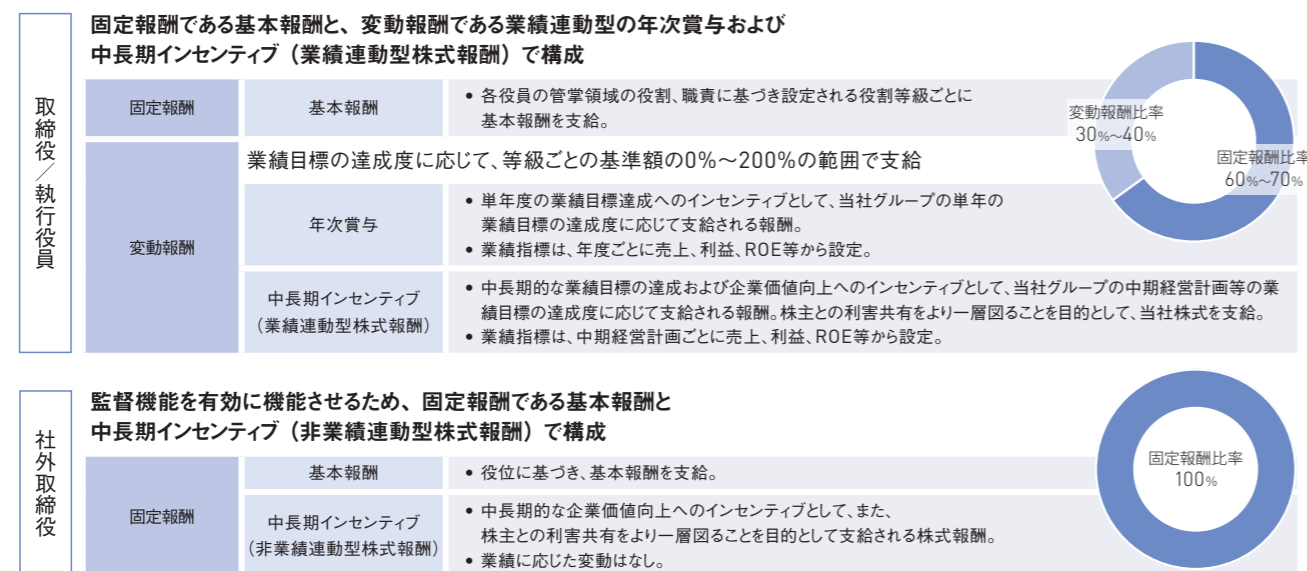 取締役／執行役員
固定報酬である基本報酬と、変動報酬である業績連動型の年次賞与および
中長期インセンティブ（業績連動型株式報酬）で構成
固定報酬
基本報酬
• 各役員の管掌領域の役割、職責に基づき設定される役割等級ごとに
基本報酬を支給。
変動報酬
業績目標の達成度に応じて、等級ごとの基準額の0%〜200%の範囲で支給
年次賞与
• 単年度の業績目標達成へのインセンティブとして、当社グループの単年の
業績目標の達成度に応じて支給される報酬。
• 業績指標は、年度ごとに売上、利益、ROE等から設定。
中長期インセンティブ
（業績連動型株式報酬）
• 中長期的な業績目標の達成および企業価値向上へのインセンティブとして、当社グループの中期経営計画等の業
績目標の達成度に応じて支給される報酬。株主との利害共有をより一層図ることを目的として、当社株式を支給。
• 業績指標は、中期経営計画ごとに売上、利益、ROE等から設定。
変動報酬比率
30%〜40%
固定報酬比率
60%〜70%
社外取締役
監督機能を有効に機能させるため、固定報酬である基本報酬と
中長期インセンティブ（非業績連動型株式報酬）で構成
固定報酬
基本報酬
• 役位に基づき、基本報酬を支給。
中長期インセンティブ
（非業績連動型株式報酬）
• 中長期的な企業価値向上へのインセンティブとして、また、
株主との利害共有をより一層図ることを目的として支給される株式報酬。
• 業績に応じた変動はなし。
固定報酬比率
100%